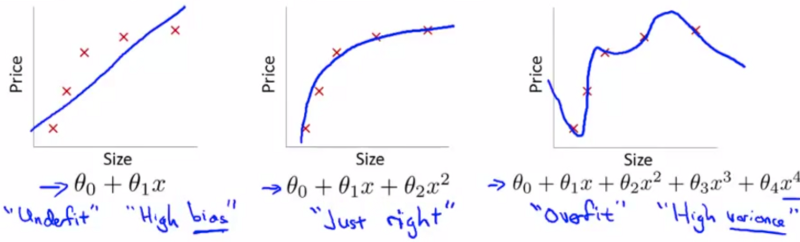 Price
Size
→ θ₀ + θ₁x
"Underfit" "High bias"
Price
Size
→ θ₀ + θ₁x + θ₂x²
"Just right"
Price
Size
→ θ₀ + θ₁x + θ₂x² + θ₃x³ + θ₄x⁴
"Overfit" "High variance"